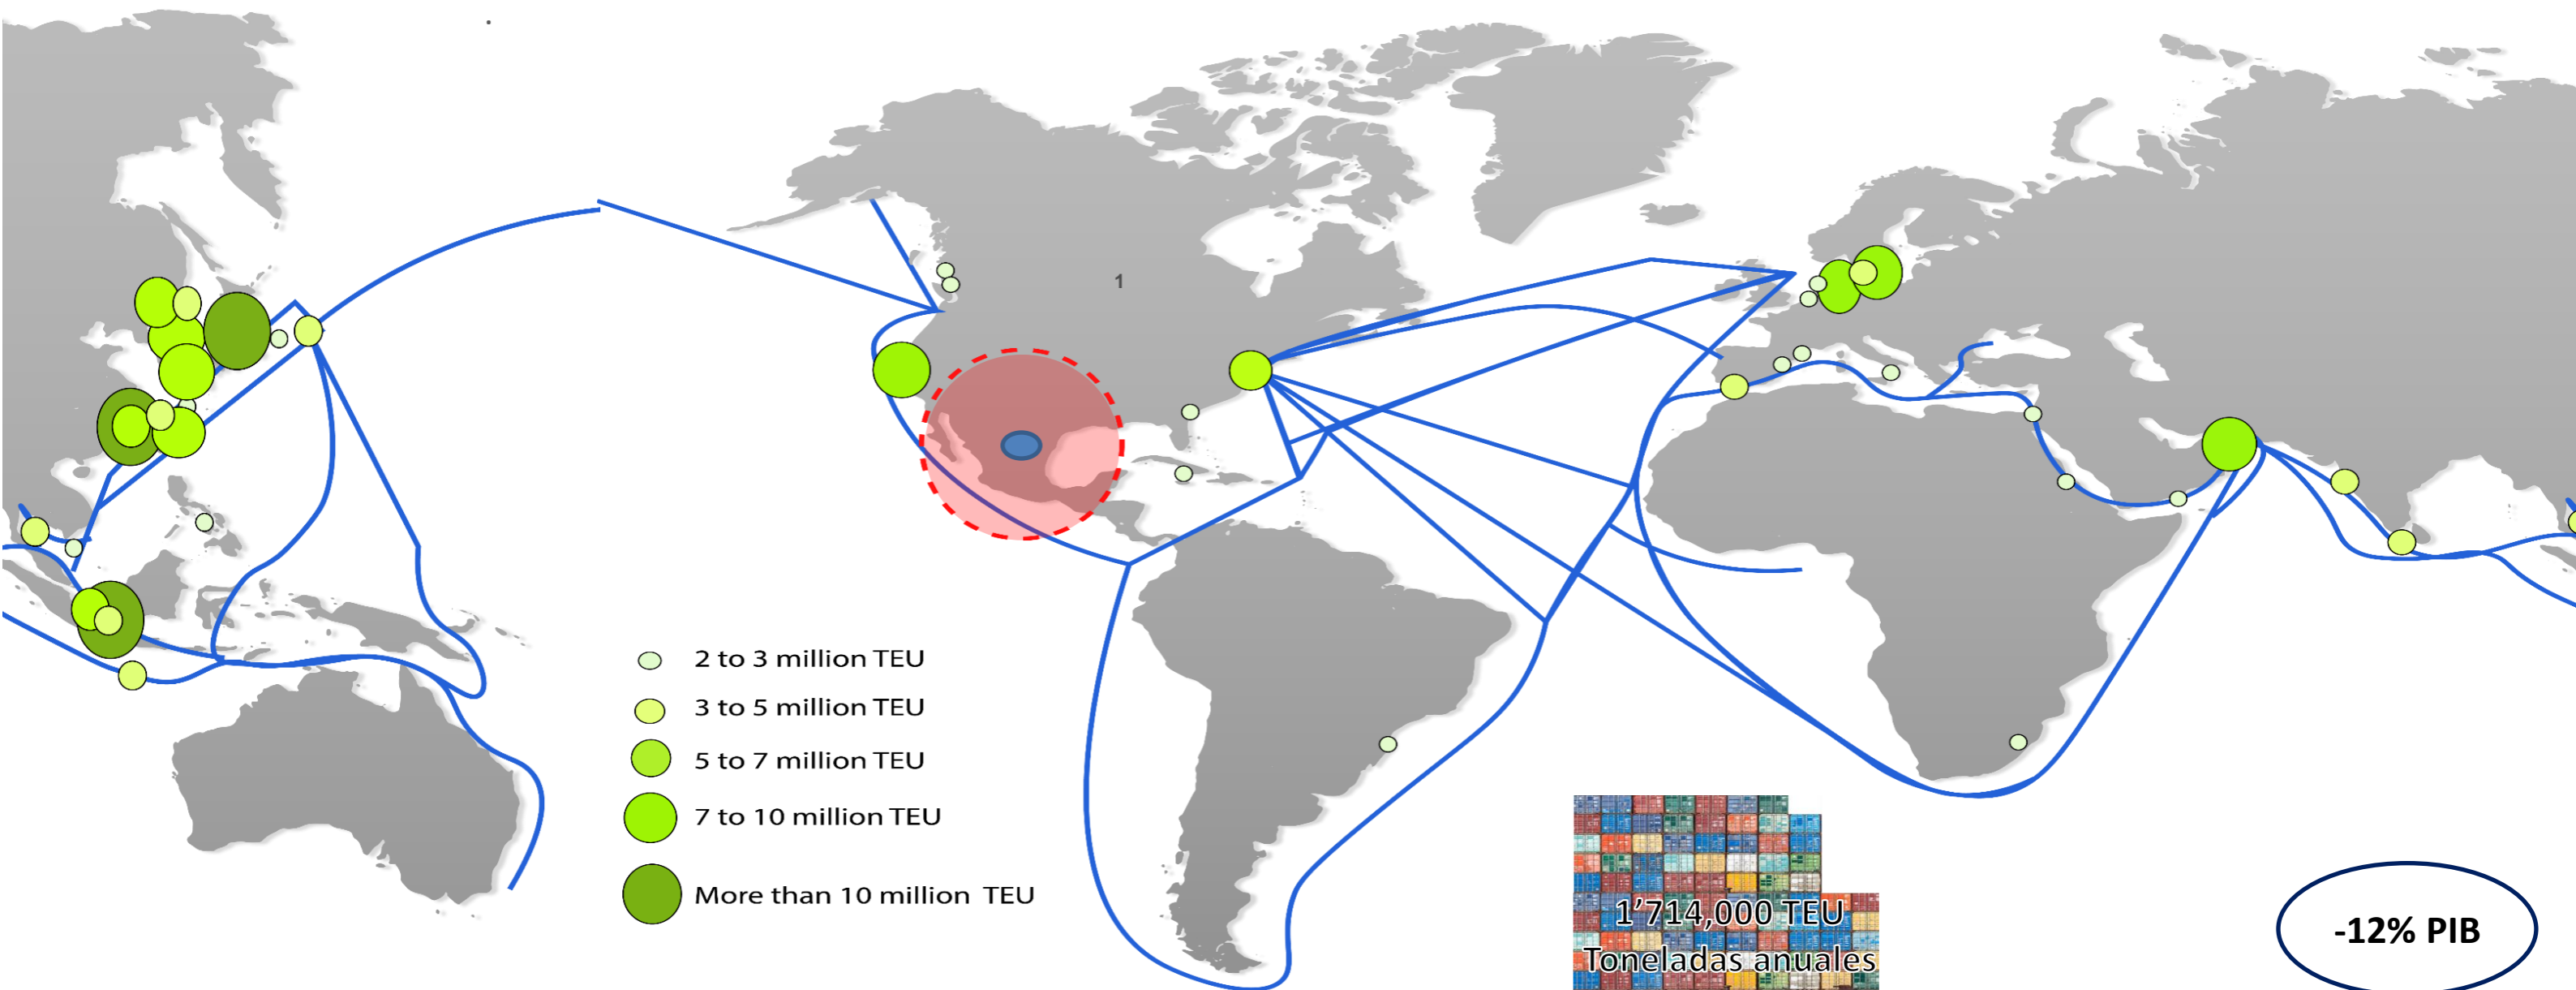 1
2 to 3 million TEU
3 to 5 million TEU
5 to 7 million TEU
7 to 10 million TEU
More than 10 million TEU
1’714,000 TEU
Toneladas anuales
-12% PIB